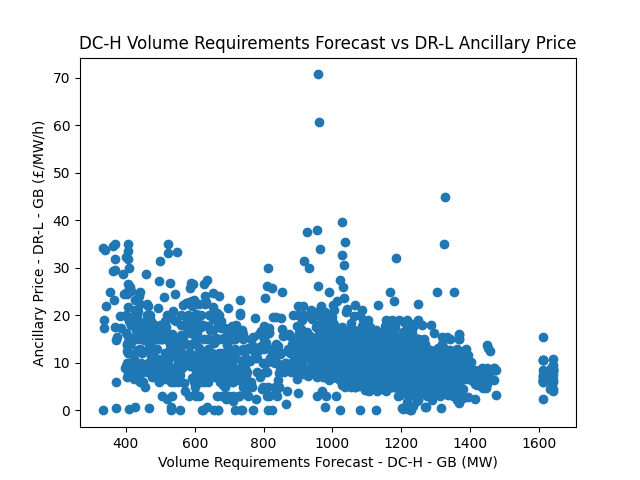 DC-H Volume Requirements Forecast vs DR-L Ancillary Price
70
60
50
40
30
20
10
0
Ancillary Price - DR-L - GB (£/MW/h)
400 600 800 1000 1200 1400 1600
Volume Requirements Forecast - DC-H - GB (MW)